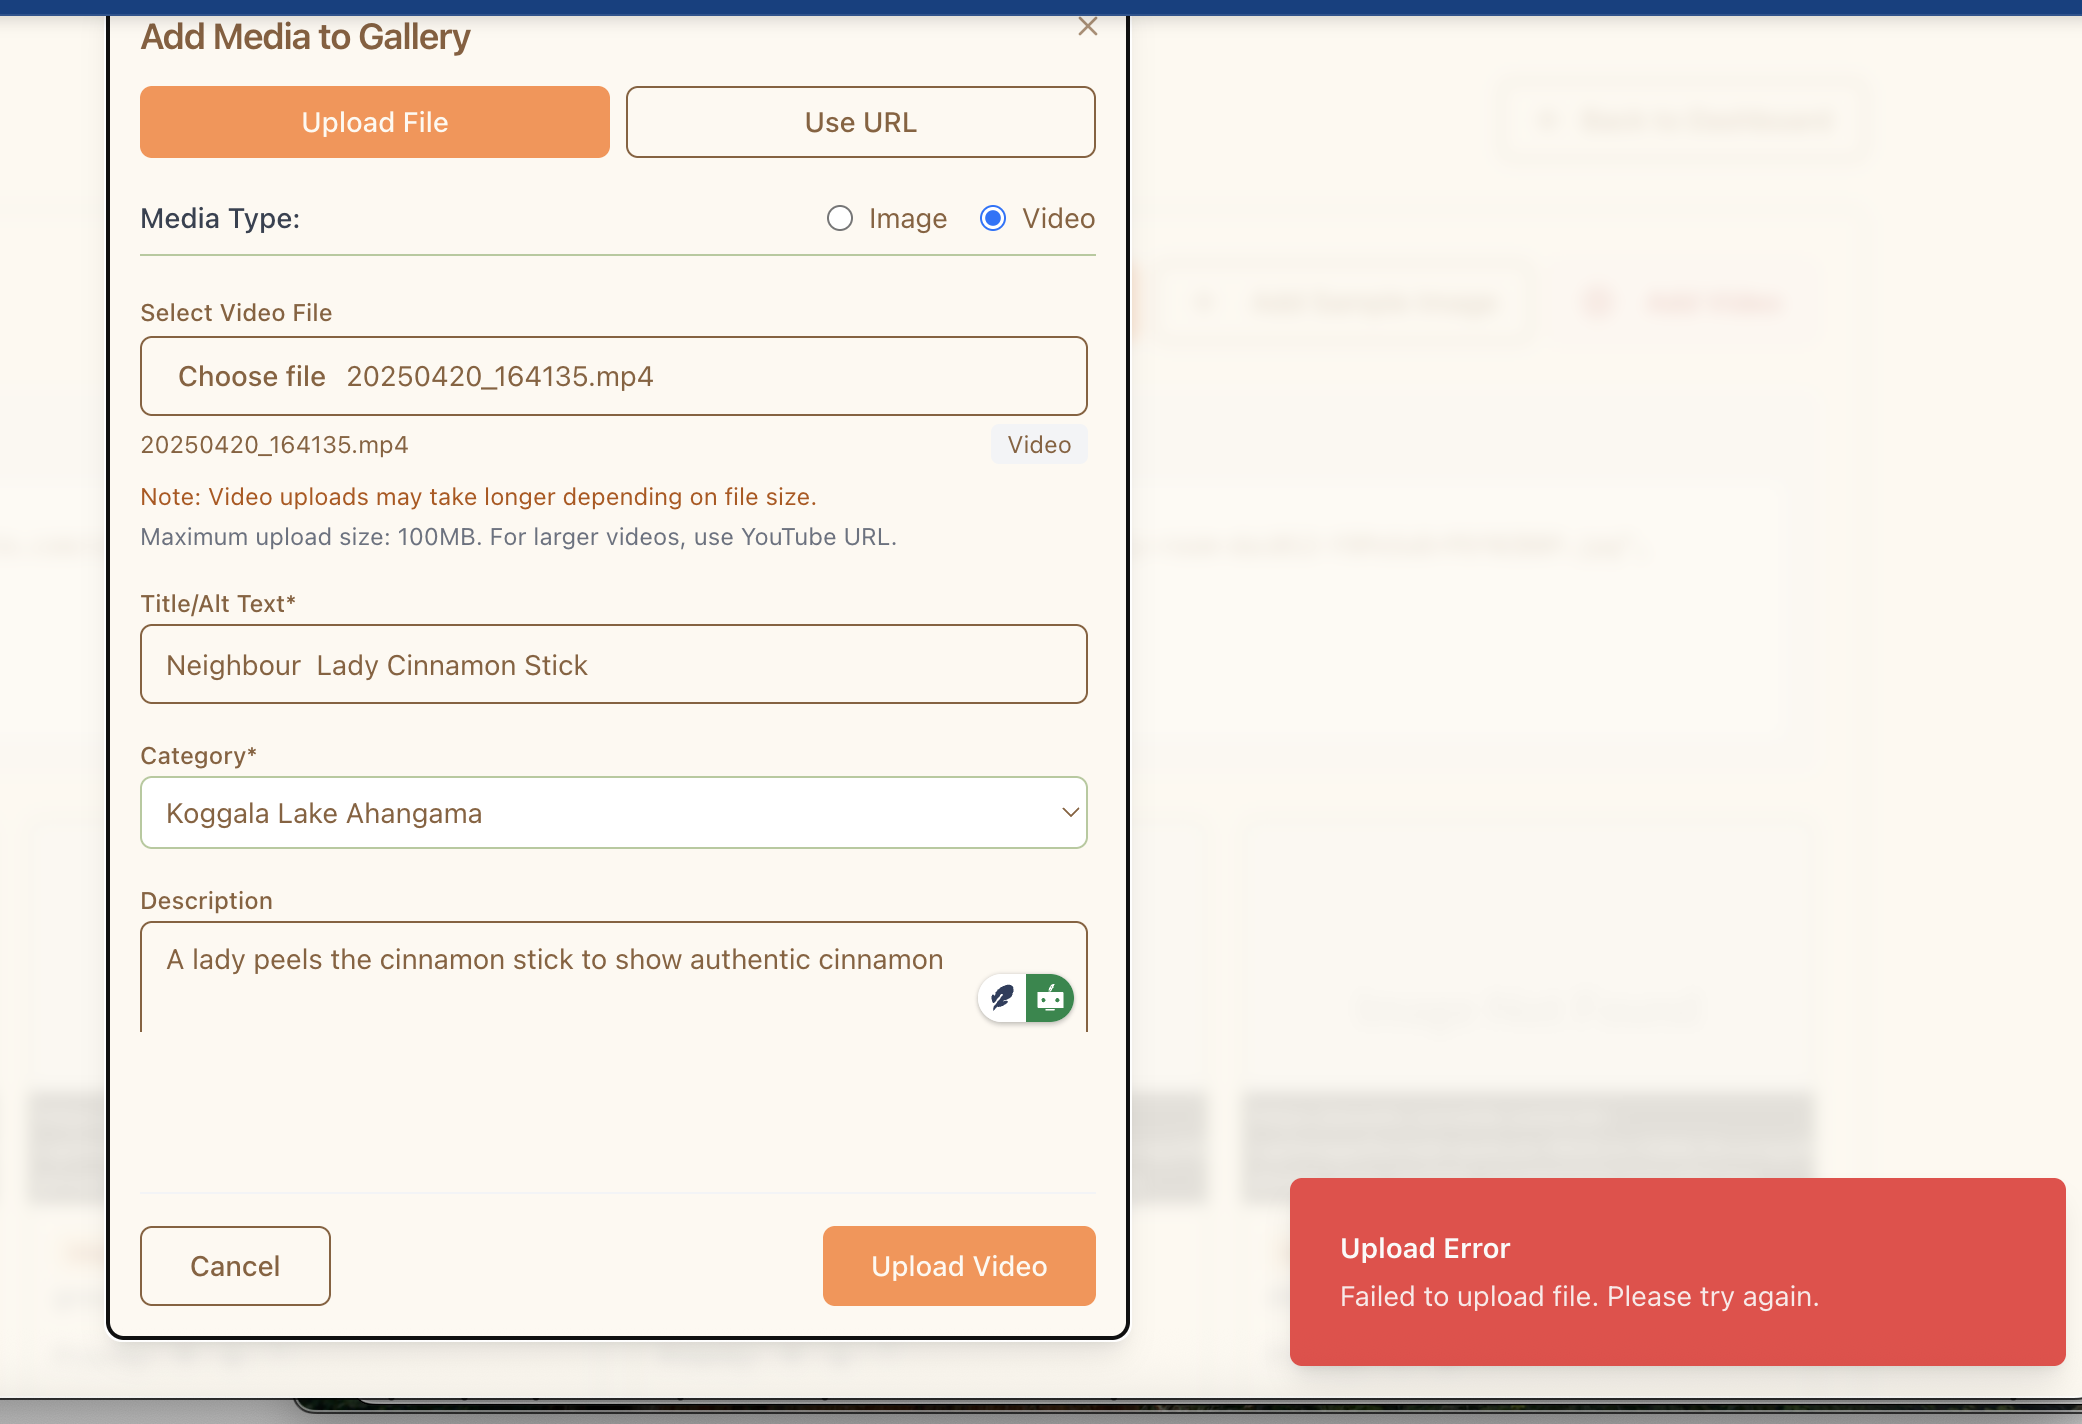 Add Media to Gallery
Upload File
Use URL
Media Type:
Image
Video
Select Video File
Choose file 20250420_164135.mp4
20250420_164135.mp4
Video
Note: Video uploads may take longer depending on file size.
Maximum upload size: 100MB. For larger videos, use YouTube URL.
Title/Alt Text*
Neighbour  Lady Cinnamon Stick
Category*
Koggala Lake Ahangama
Description
A lady peels the cinnamon stick to show authentic cinnamon
Cancel
Upload Video
Upload Error
Failed to upload file. Please try again.